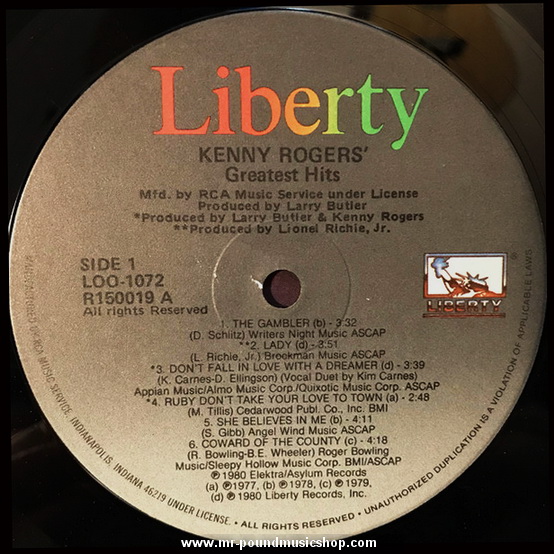 Liberty
KENNY ROGERS'
Greatest Hits
Mfd. by RCA Music Service under License
Produced by Larry Butler
*Produced by Larry Butler & Kenny Rogers
**Produced by Lionel Richie, Jr.
SIDE 1
LOO-1072
R150019 A
All rights Reserved
LIBERTY
®
1. THE GAMBLER (b) - 3:32
(D. Schlitz) Writers Night Music ASCAP
**2. LADY (d) - 3:51
(L. Richie, Jr.) Brockman Music ASCAP
*3. DON'T FALL IN LOVE WITH A DREAMER (d) - 3:39
(K. Carnes-D. Ellingson) (Vocal Duet by Kim Carnes)
Appian Music/Almo Music Corp./Quixotic Music Corp. ASCAP
*4. RUBY DON'T TAKE YOUR LOVE TO TOWN (a) - 2:48
(M. Tillis) Cedarwood Publ. Co., Inc. BMI
5. SHE BELIEVES IN ME (b) - 4:11
(S. Gibb) Angel Wind Music ASCAP
6. COWARD OF THE COUNTY (c) - 4:18
(R. Bowling-B.E. Wheeler) Roger Bowling
Music/Sleepy Hollow Music Corp. BMI/ASCAP
℗ 1980 Elektra/Asylum Records
(a) ℗ 1977, (b) ℗ 1978, (c) ℗ 1979,
(d) ℗ 1980 Liberty Records, Inc.
RCA MUSIC SERVICE, INDIANAPOLIS, INDIANA 46219 UNDER LICENSE. • ALL RIGHTS RESERVED • UNAUTHORIZED DUPLICATION IS A VIOLATION OF APPLICABLE LAWS.
www.mr-poundmusicshop.com